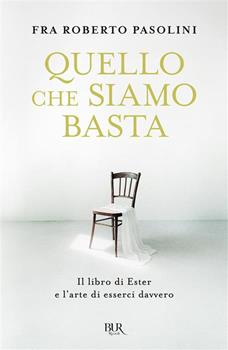 FRA ROBERTO PASOLINI
QUELLO
CHE SIAMO
BASTA
Il libro di Ester
e l'arte di esserci davvero
BUR